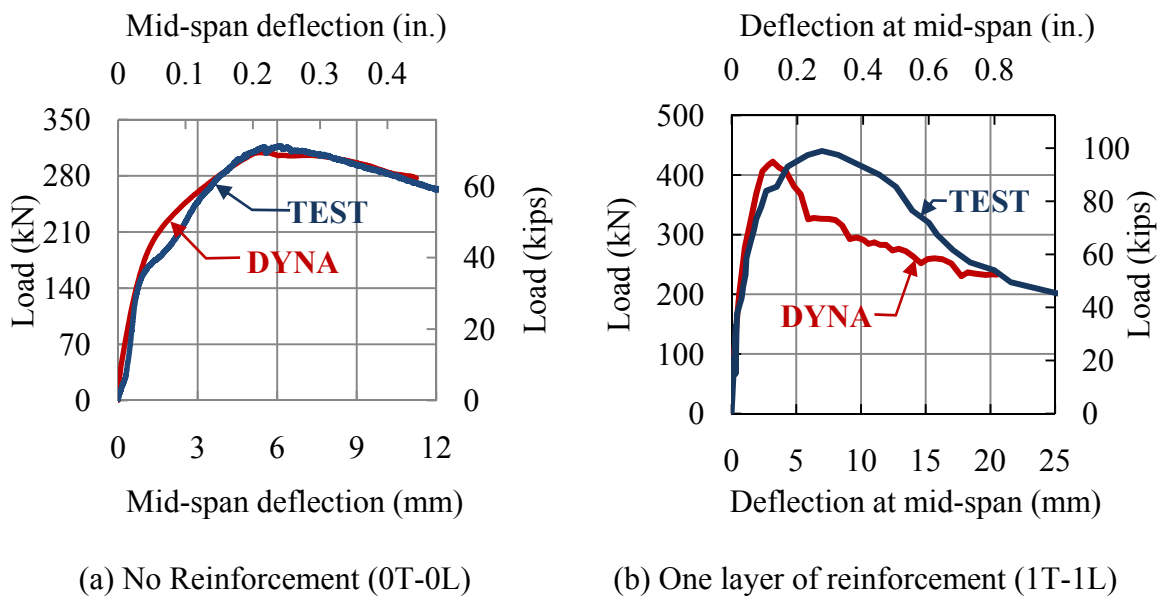 Mid-span deflection (in.)
0 0.1 0.2 0.3 0.4
350
280
210
140
70
0
Load (kN)
TEST
DYNA
60
40
20
0
Load (kips)
0 3 6 9 12
Mid-span deflection (mm)
(a) No Reinforcement (0T-0L)
Deflection at mid-span (in.)
0 0.2 0.4 0.6 0.8
500
400
300
200
100
0
Load (kN)
TEST
DYNA
100
80
60
40
20
0
Load (kips)
0 5 10 15 20 25
Deflection at mid-span (mm)
(b) One layer of reinforcement (1T-1L)